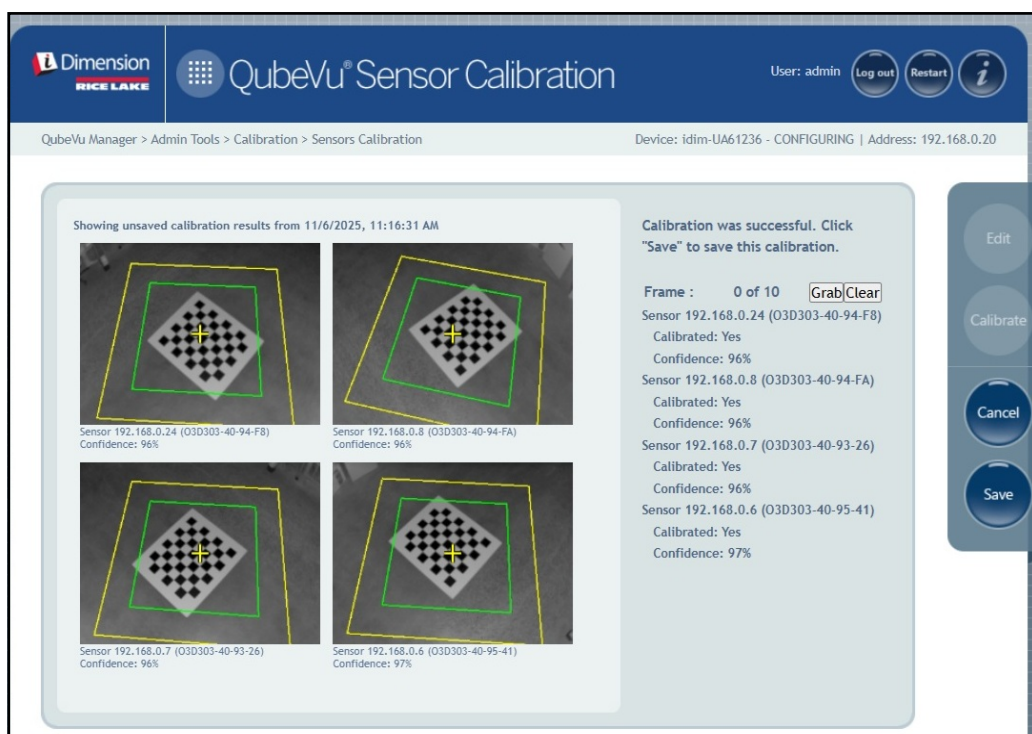 i Dimension
RICE LAKE
QubeVu® Sensor Calibration
User: admin
Log out
Restart
i
QubeVu Manager > Admin Tools > Calibration > Sensors Calibration
Device: idim-UA61236 - CONFIGURING | Address: 192.168.0.20
Showing unsaved calibration results from 11/6/2025, 11:16:31 AM
Sensor 192.168.0.24 (O3D303-40-94-F8)
Confidence: 96%
Sensor 192.168.0.8 (O3D303-40-94-FA)
Confidence: 96%
Sensor 192.168.0.7 (O3D303-40-93-26)
Confidence: 96%
Sensor 192.168.0.6 (O3D303-40-95-41)
Confidence: 97%
Calibration was successful. Click
"Save" to save this calibration.
Frame : 0 of 10 Grab Clear
Sensor 192.168.0.24 (O3D303-40-94-F8)
Calibrated: Yes
Confidence: 96%
Sensor 192.168.0.8 (O3D303-40-94-FA)
Calibrated: Yes
Confidence: 96%
Sensor 192.168.0.7 (O3D303-40-93-26)
Calibrated: Yes
Confidence: 96%
Sensor 192.168.0.6 (O3D303-40-95-41)
Calibrated: Yes
Confidence: 97%
Edit
Calibrate
Cancel
Save